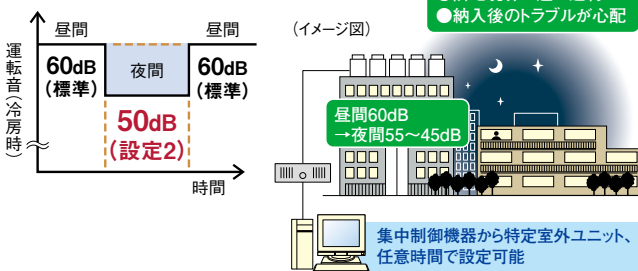 昼間
昼間
運転音(冷房時)
60dB
(標準)
夜間
60dB
(標準)
50dB
(設定2)
時間
(イメージ図)
●納入後のトラブルが心配
昼間60dB
→夜間55~45dB
集中制御機器から特定室外ユニット、
任意時間で設定可能